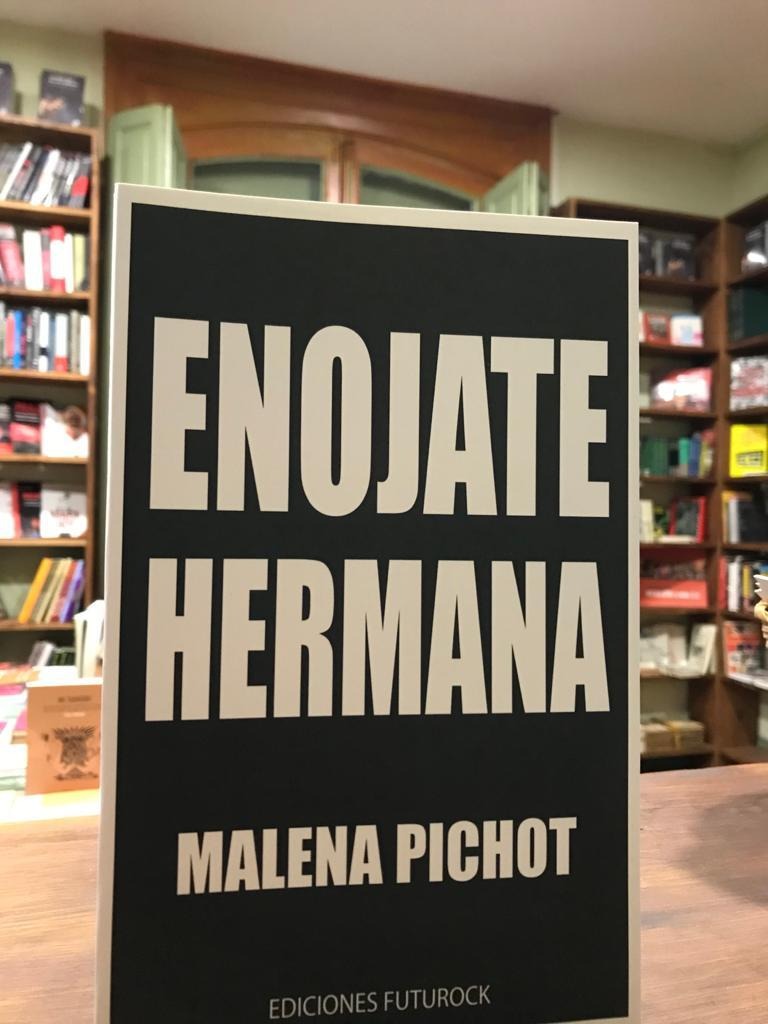 ENOJATE
HERMANA
MALENA PICHOT
EDICIONES FUTUROCK